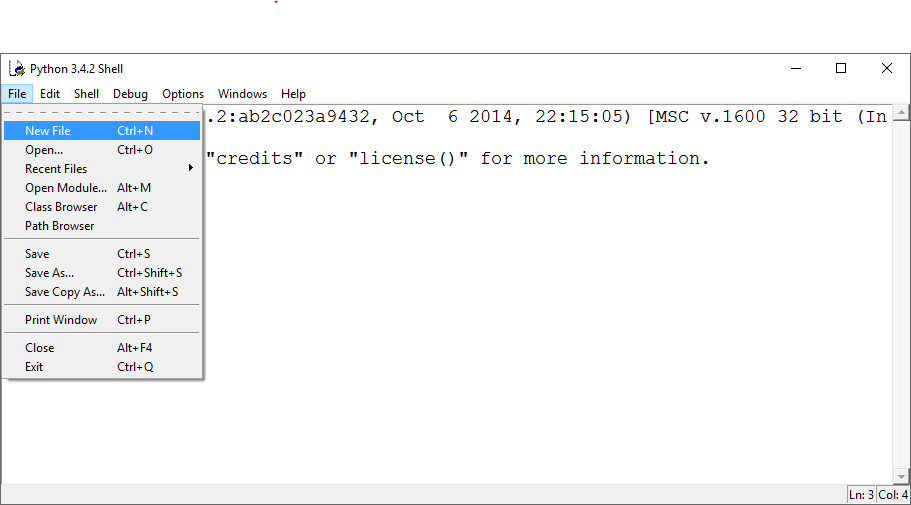 Python 3.4.2 Shell
File Edit Shell Debug Options Windows Help
.2:ab2c023a9432, Oct  6 2014, 22:15:05) [MSC v.1600 32 bit (In
New File Ctrl+N
Open... Ctrl+O
"credits" or "license()" for more information.
Recent Files
Open Module... Alt+M
Class Browser Alt+C
Path Browser
Save Ctrl+S
Save As... Ctrl+Shift+S
Save Copy As... Alt+Shift+S
Print Window Ctrl+P
Close Alt+F4
Exit Ctrl+Q
Ln: 3 Col: 4